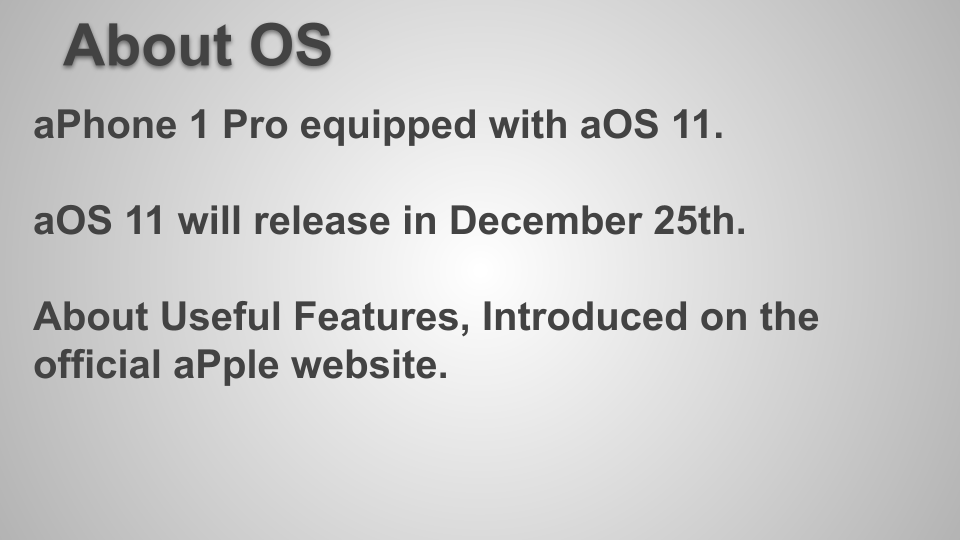 About OS
aPhone 1 Pro equipped with aOS 11.
aOS 11 will release in December 25th.
About Useful Features, Introduced on the
official aPple website.